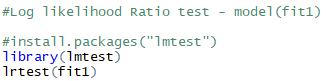 #Log likelihood Ratio test - model(fit1)
#install.packages("lmtest")
library(lmtest)
lrtest(fit1)